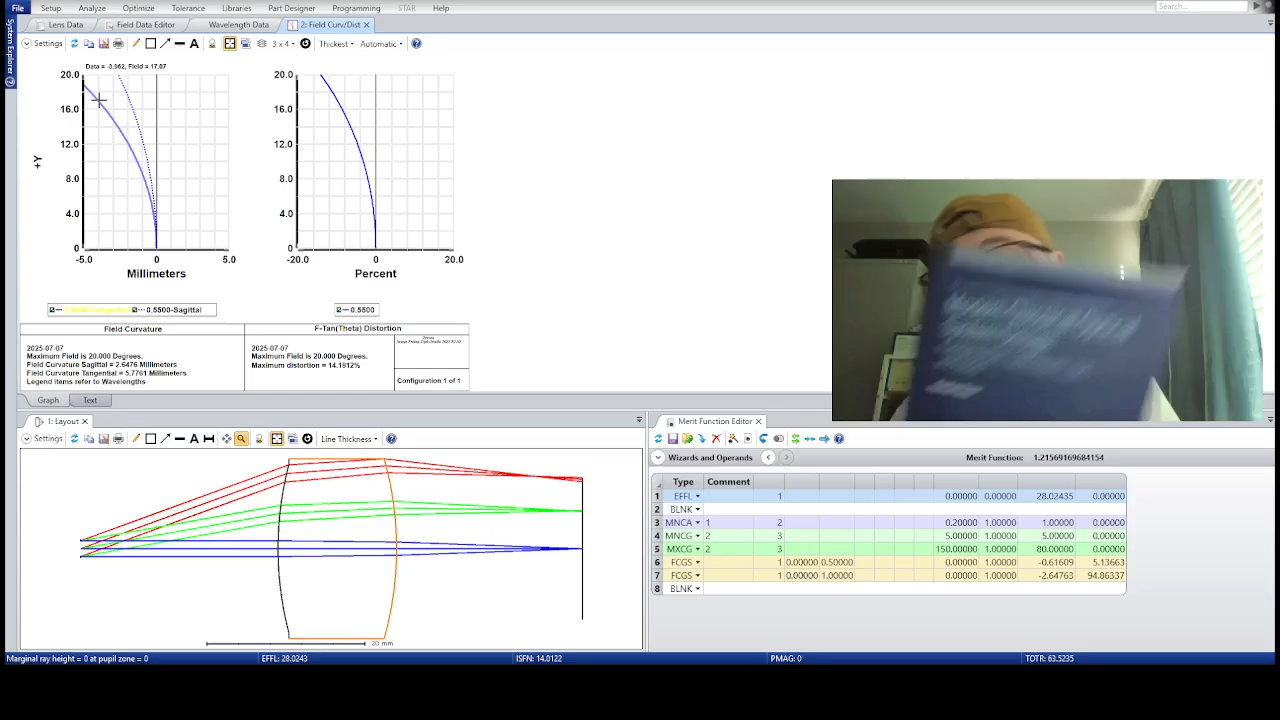 File Setup Analyze Optimize Tolerance Libraries Part Designer Programming STAR Help Search...
Lens Data Field Data Editor Wavelength Data 2: Field Curv/Dist
System Explorer
Settings 3 x 4 Thickest Automatic
Data = -3.962, Field = 17.07
20.0
16.0
12.0
8.0
4.0
0
+Y
-5.0 0 5.0
Millimeters
20.0
16.0
12.0
8.0
4.0
0
-20.0 0 20.0
Percent
0.5500-Tangential 0.5500-Sagittal
0.5500
Field Curvature
2025-07-07
Maximum Field is 20.000 Degrees.
Field Curvature Sagittal = 2.6476 Millimeters
Field Curvature Tangential = 5.7761 Millimeters
Legend items refer to Wavelengths
F-Tan(Theta) Distortion
2025-07-07
Maximum Field is 20.000 Degrees.
Maximum distortion = 14.1812%
Zemax
Configuration 1 of 1
Graph Text
1: Layout
Settings Line Thickness
20 mm
Merit Function Editor
Wizards and Operands Merit Function: 1.21569169684154
Type Comment
1 EFFL 1 0.00000 0.00000 28.02435 0.00000
2 BLNK
3 MNCA 1 2 0.20000 1.00000 1.00000 0.00000
4 MNCG 2 3 5.00000 1.00000 5.00000 0.00000
5 MXCG 2 3 150.00000 1.00000 80.00000 0.00000
6 FCGS 1 0.00000 0.50000 0.00000 1.00000 -0.61609 5.13663
7 FCGS 1 0.00000 1.00000 0.00000 1.00000 -2.64763 94.86337
8 BLNK
Marginal ray height = 0 at pupil zone = 0 EFFL: 28.0243 ISFN: 14.0122 PMAG: 0 TOTR: 63.5235